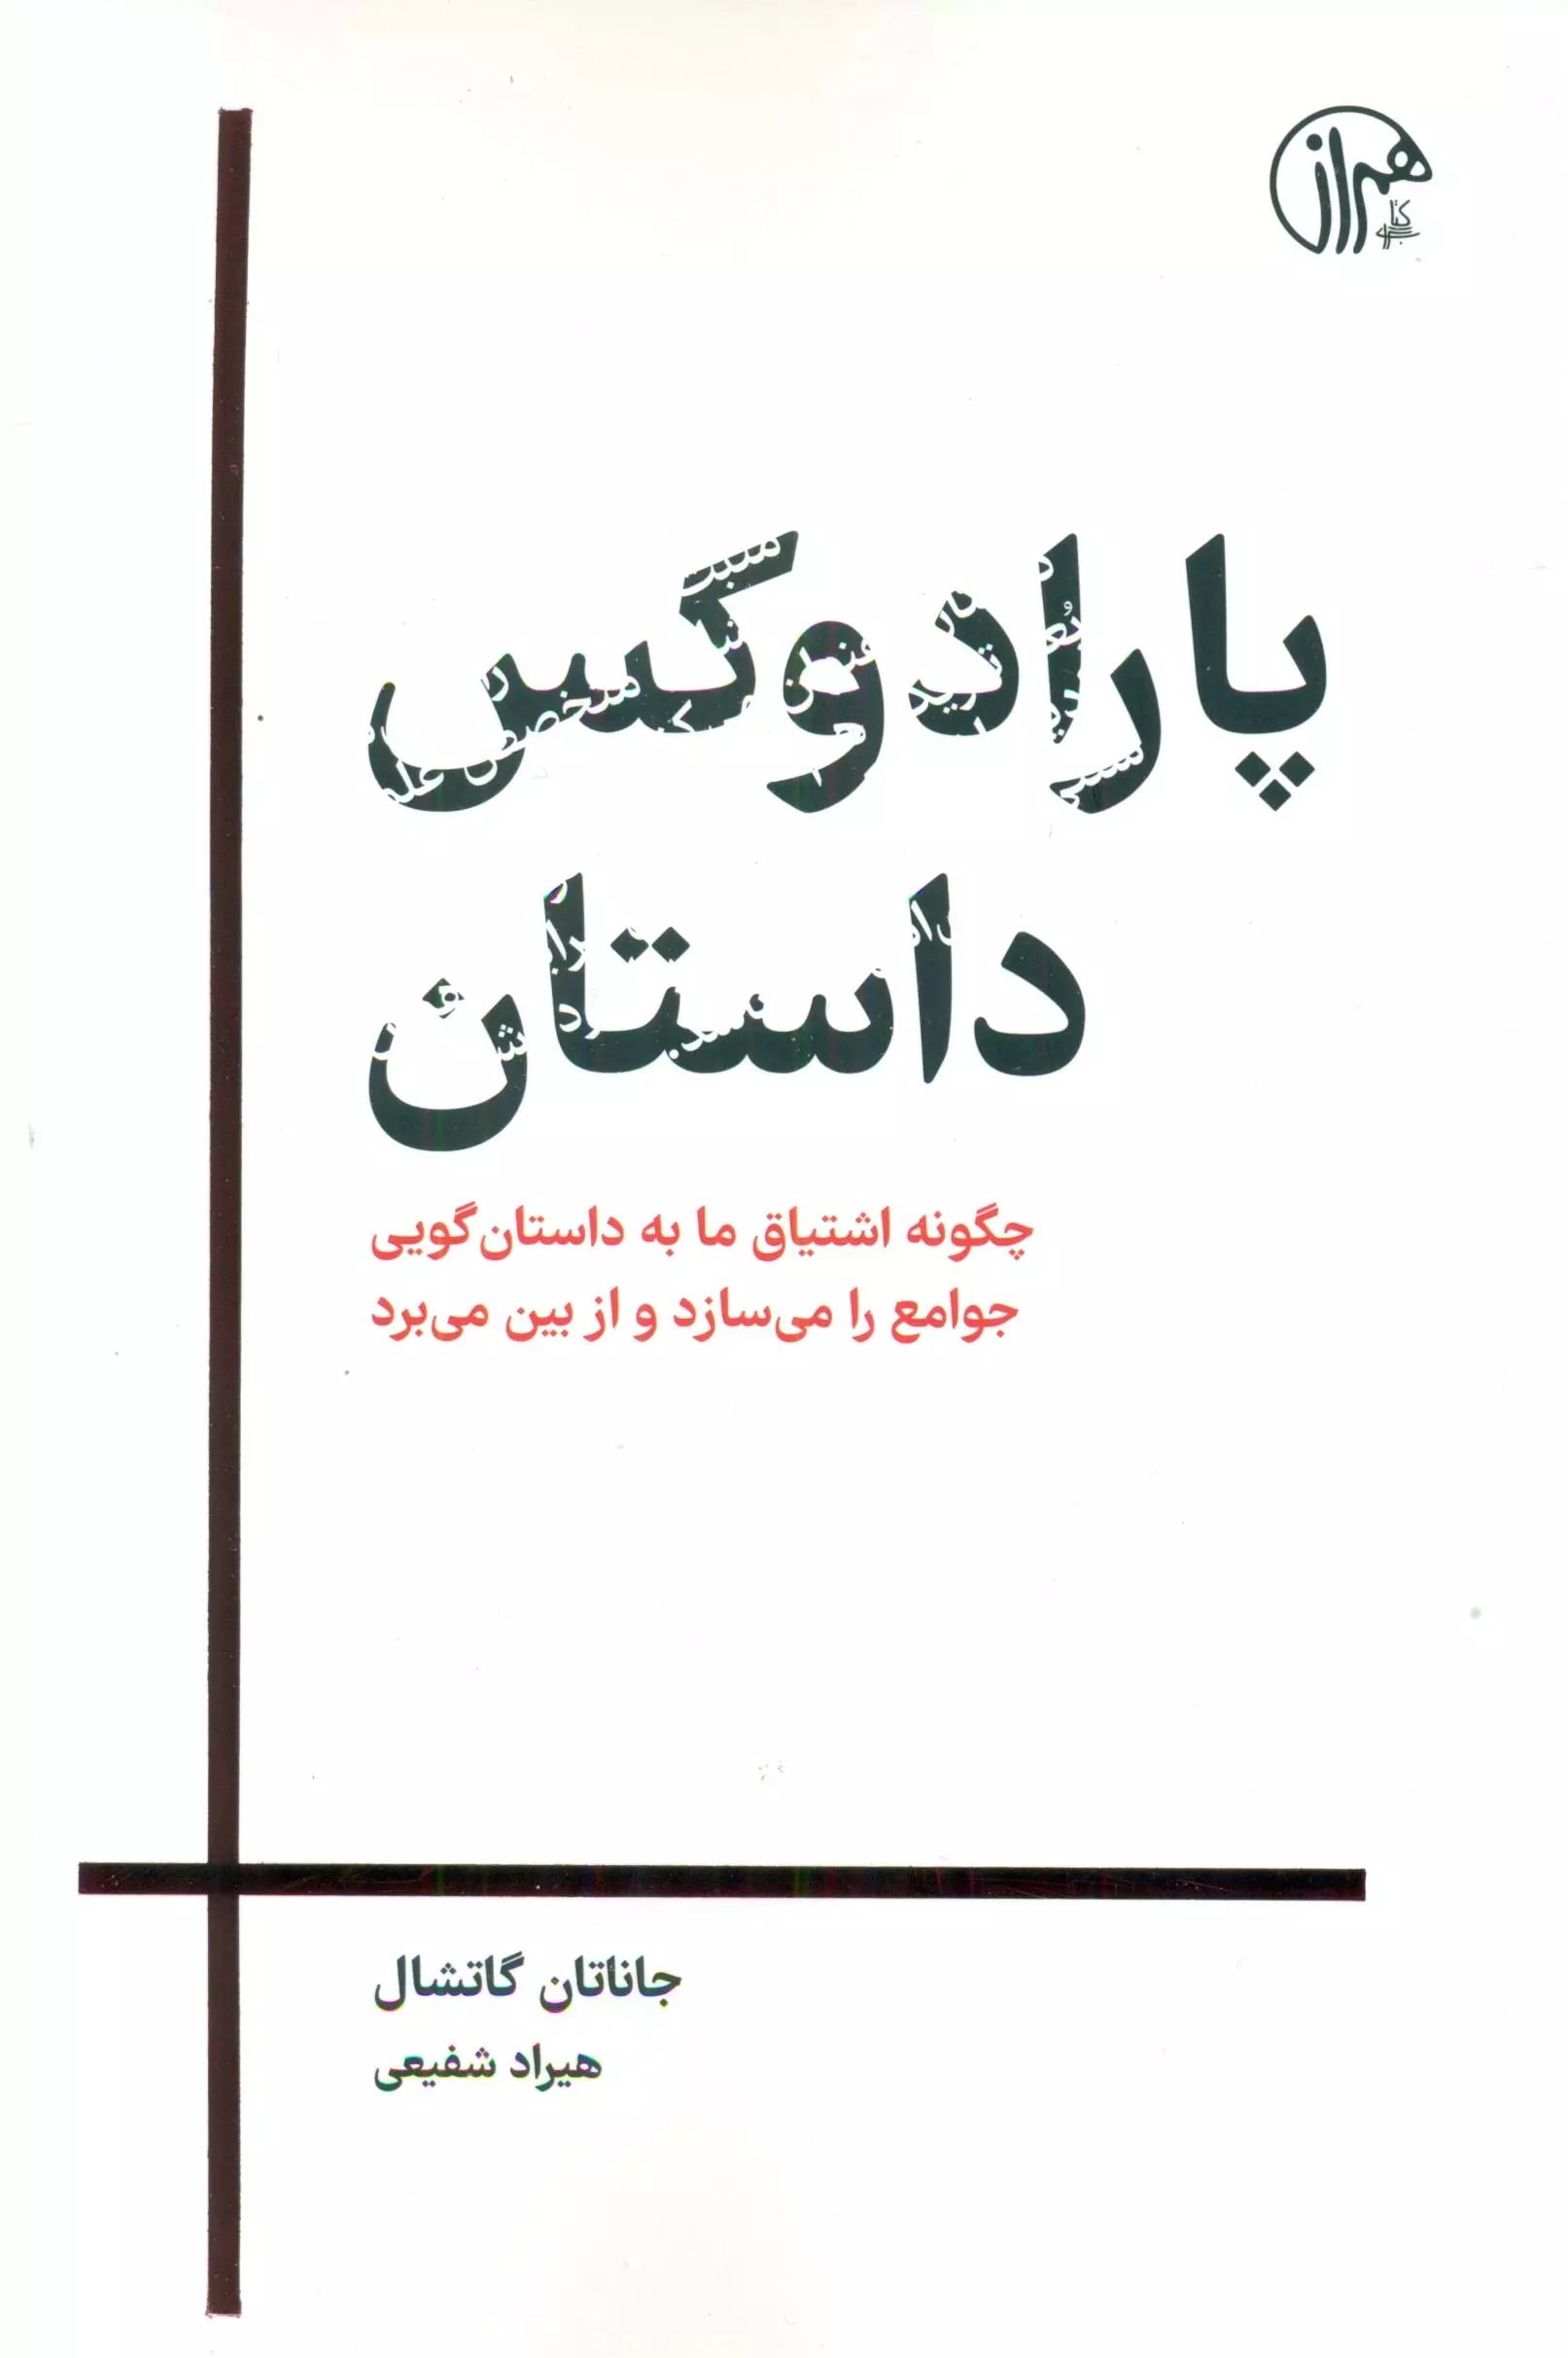 همراز
پارادوکس
داستان
چگونه اشتیاق ما به داستان‌گویی
جوامع را می‌سازد و از بین می‌برد
جاناتان گاتشال
هیراد شفیعی